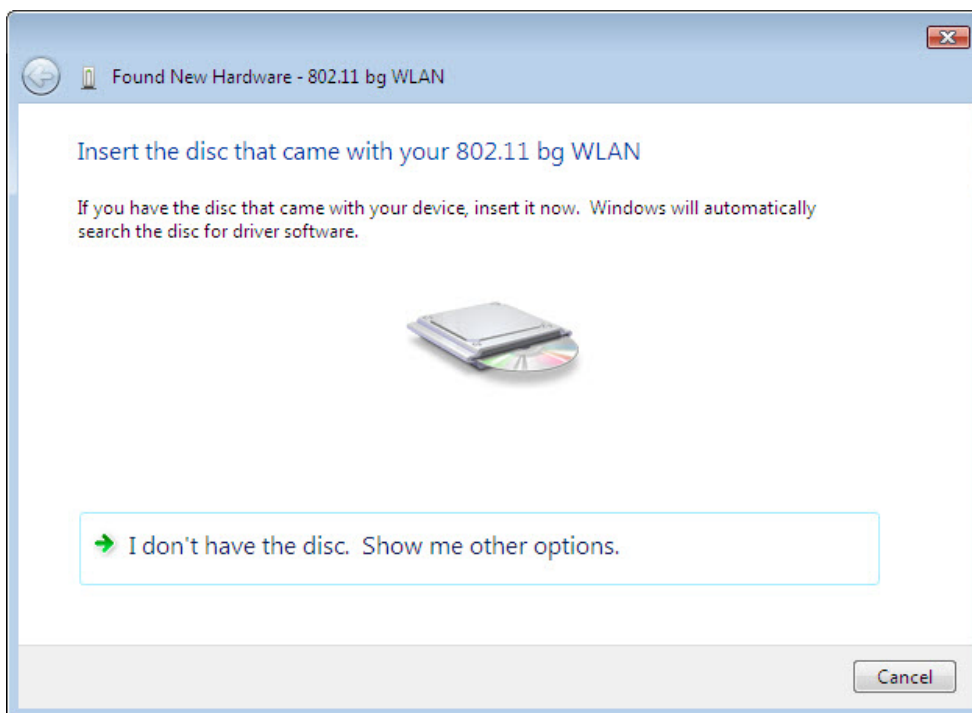 Found New Hardware - 802.11 bg WLAN
Insert the disc that came with your 802.11 bg WLAN
If you have the disc that came with your device, insert it now. Windows will automatically
search the disc for driver software.
I don't have the disc. Show me other options.
Cancel